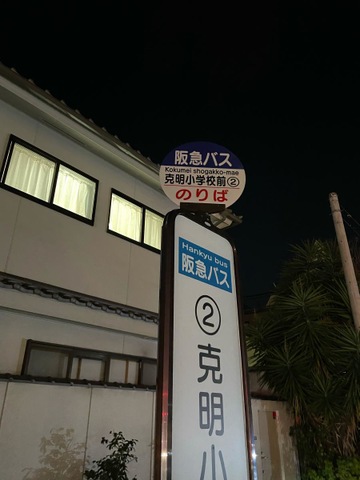 阪急バス
Kokumei shogakko-mae
克明小学校前②
のりば
Hankyu bus
阪急バス
②
克
明
小